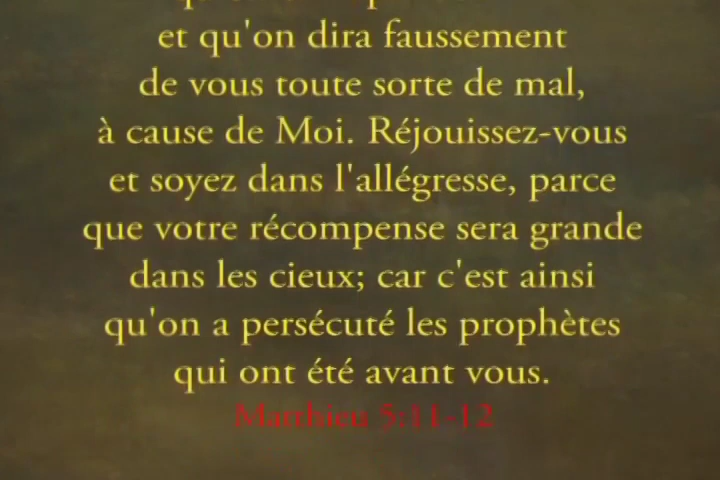 et qu'on dira faussement
de vous toute sorte de mal,
à cause de Moi. Réjouissez-vous
et soyez dans l'allégresse, parce
que votre récompense sera grande
dans les cieux; car c'est ainsi
qu'on a persécuté les prophètes
qui ont été avant vous.
Matthieu 5:11-12